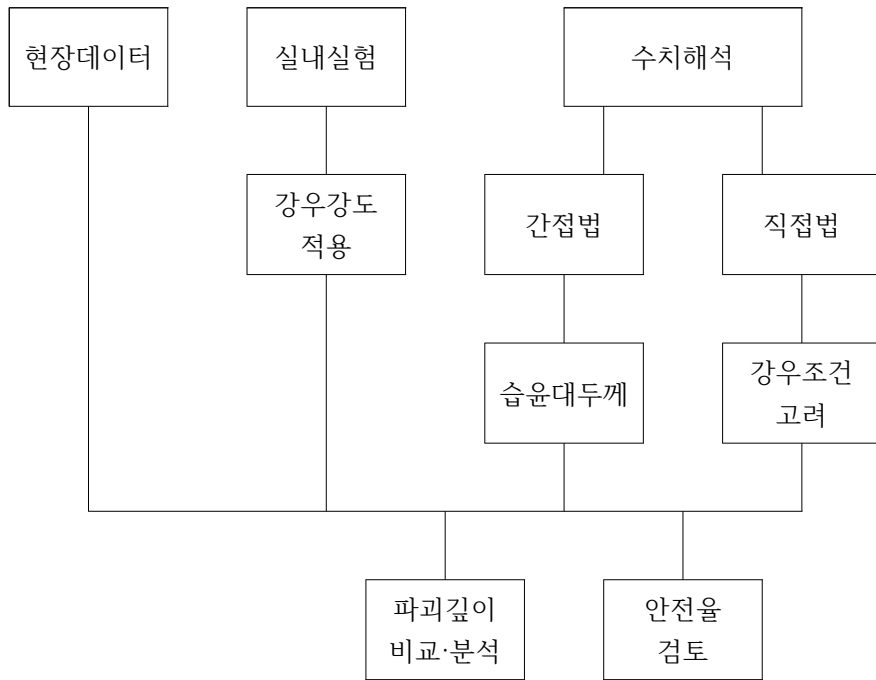 현장데이터
실내실험
수치해석
강우강도
적용
간접법
직접법
습윤대두께
강우조건
고려
파괴깊이
비교·분석
안전율
검토